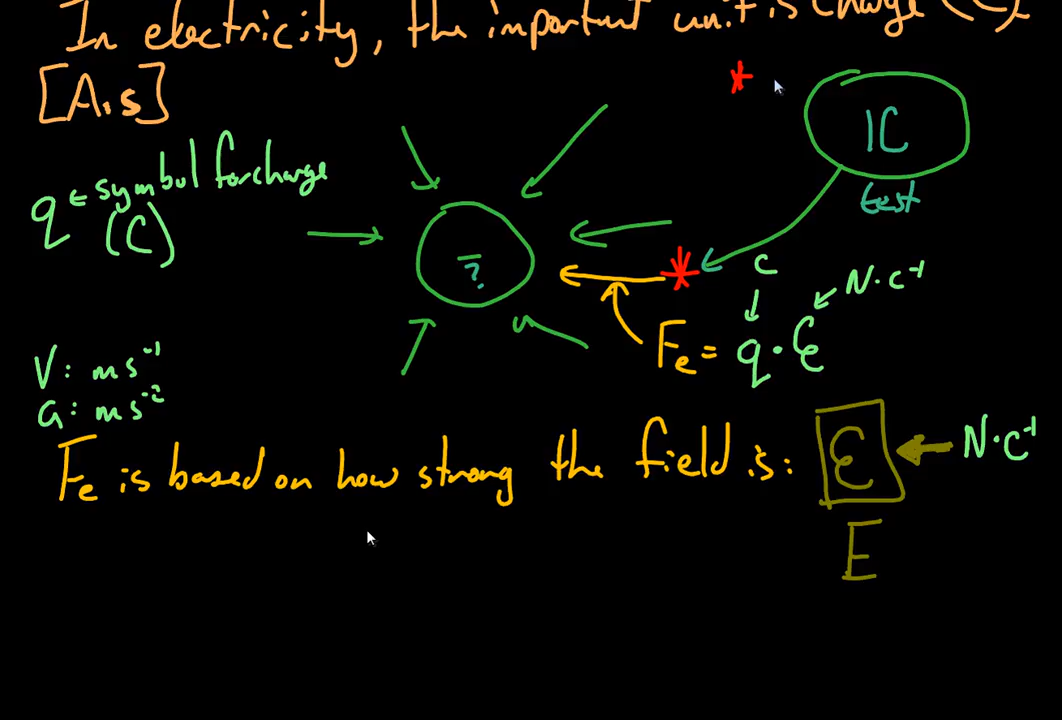 In electricity, the important unit is charge (C)
[A.s]
1C
test
q ← symbol for charge
(C)
–
?
C
N·C⁻¹
Fe = q · ℰ
V: ms⁻¹
a: ms⁻²
Fe is based on how strong the field is: ℰ ← N·C⁻¹
E